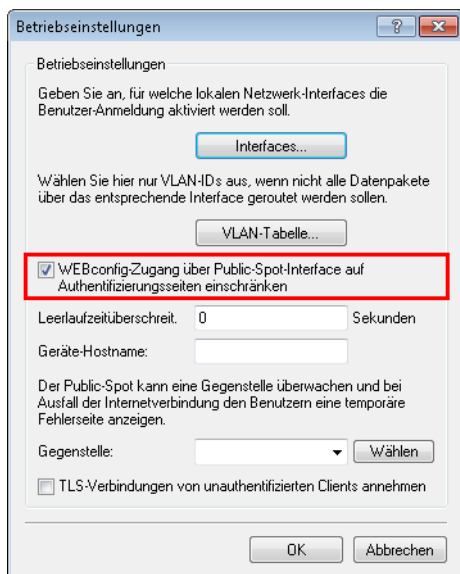 Betriebseinstellungen
?
Betriebseinstellungen
Geben Sie an, für welche lokalen Netzwerk-Interfaces die
Benutzer-Anmeldung aktiviert werden soll.
Interfaces...
Wählen Sie hier nur VLAN-IDs aus, wenn nicht alle Datenpakete
über das entsprechende Interface geroutet werden sollen.
VLAN-Tabelle...
WEBconfig-Zugang über Public-Spot-Interface auf
Authentifizierungsseiten einschränken
Leerlaufzeitüberschreit. 0 Sekunden
Geräte-Hostname:
Der Public-Spot kann eine Gegenstelle überwachen und bei
Ausfall der Internetverbindung den Benutzern eine temporäre
Fehlerseite anzeigen.
Gegenstelle: Wählen
TLS-Verbindungen von unauthentifizierten Clients annehmen
OK Abbrechen